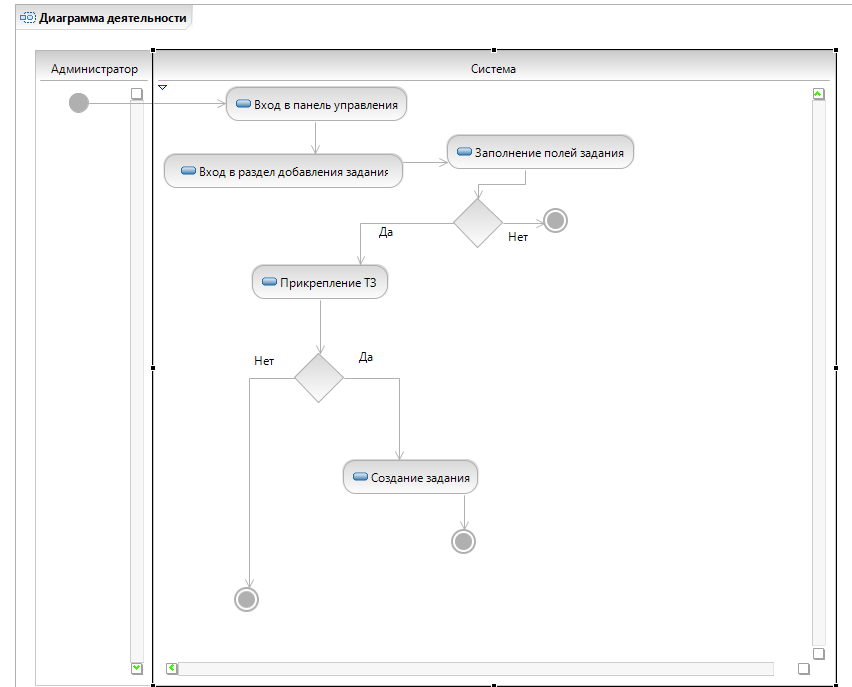 Диаграмма деятельности
Администратор
Система
Вход в панель управления
Вход в раздел добавления задания
Заполнение полей задания
Да
Нет
Прикрепление ТЗ
Нет
Да
Создание задания